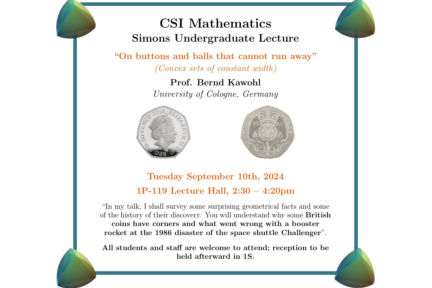 CSI Mathematics
Simons Undergraduate Lecture
“On buttons and balls that cannot run away”
(Convex sets of constant width)
Prof. Bernd Kawohl
University of Cologne, Germany
Tuesday September 10th, 2024
1P-119 Lecture Hall, 2:30 – 4:20pm
“In my talk, I shall survey some surprising geometrical facts and some
of the history of their discovery. You will understand why some British
coins have corners and what went wrong with a booster
rocket at the 1986 disaster of the space shuttle Challenger”.
All students and staff are welcome to attend; reception to be
held afterward in 1S.